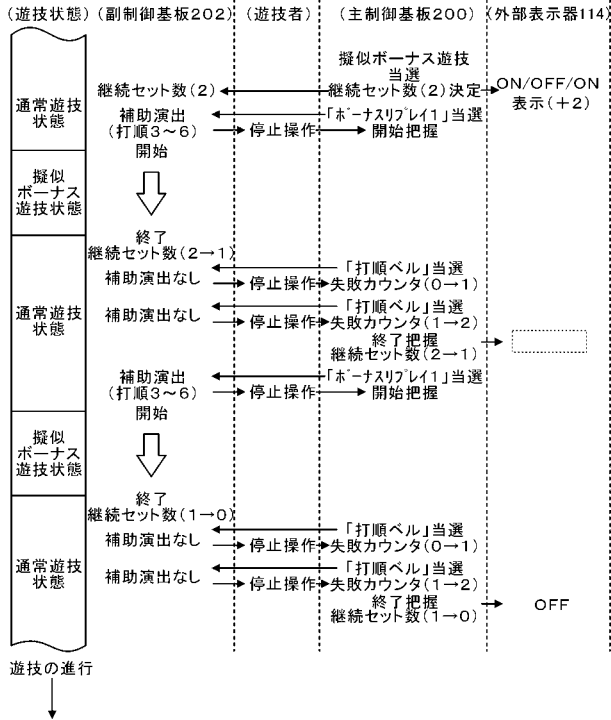 (遊技状態)(副制御基板202)(遊技者)(主制御基板200)(外部表示器114)
擬似ボーナス遊技
当選
継続セット数(2) 継続セット数(2)決定 ON/OFF/ON
表示(+2)
通常遊技
状態
補助演出 「ボーナスリプレイ1」当選
(打順3～6) 停止操作 開始把握
開始
擬似
ボーナス
遊技状態
終了
継続セット数(2→1)
「打順ベル」当選
補助演出なし 停止操作 失敗カウンタ(0→1)
通常遊技
状態
「打順ベル」当選
補助演出なし 停止操作 失敗カウンタ(1→2)
終了把握
継続セット数(2→1)
補助演出 「ボーナスリプレイ1」当選
(打順3～6) 停止操作 開始把握
開始
擬似
ボーナス
遊技状態
終了
継続セット数(1→0)
「打順ベル」当選
補助演出なし 停止操作 失敗カウンタ(0→1)
通常遊技
状態
「打順ベル」当選
補助演出なし 停止操作 失敗カウンタ(1→2)
終了把握 OFF
継続セット数(1→0)
遊技の進行